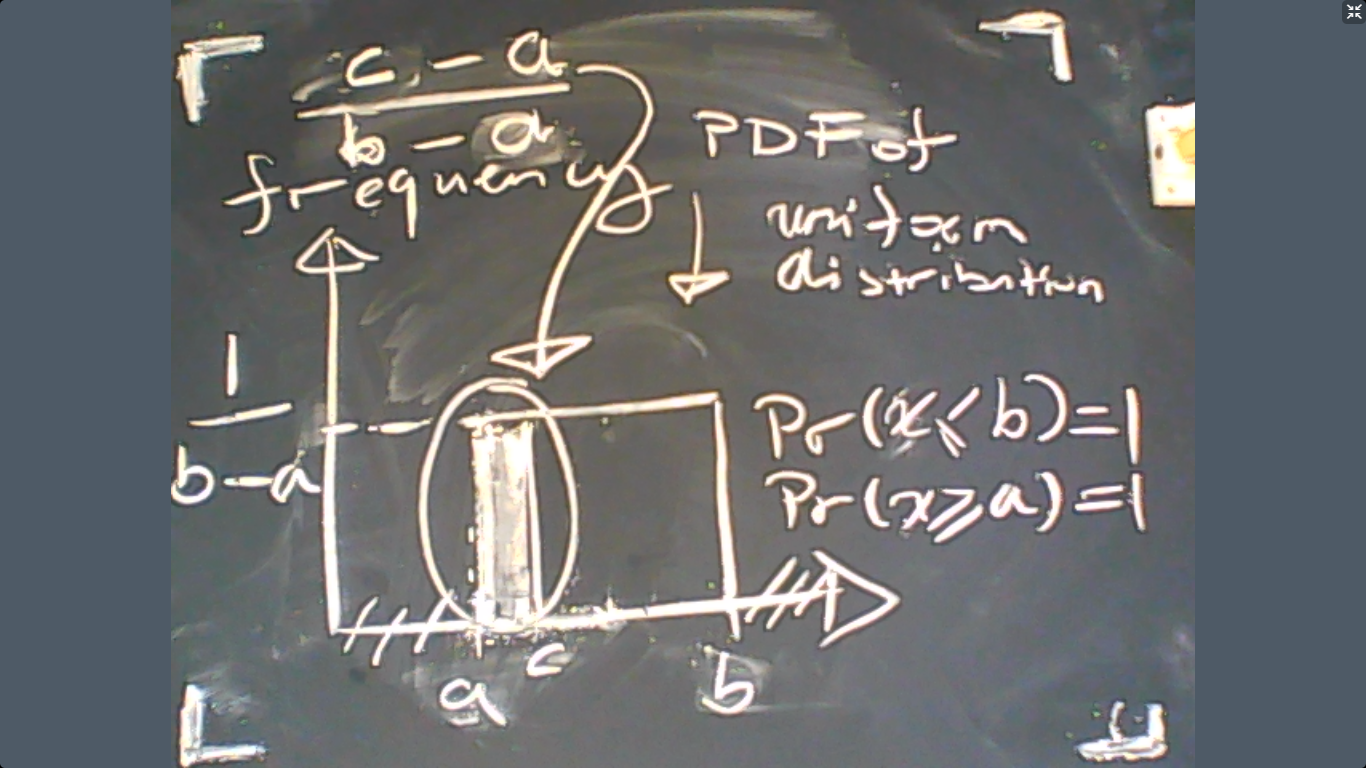 c - a
b - a
frequency
PDF of
uniform
distribution
1
b-a
Pr(x≤b)=1
Pr(x≥a)=1
a
c
b